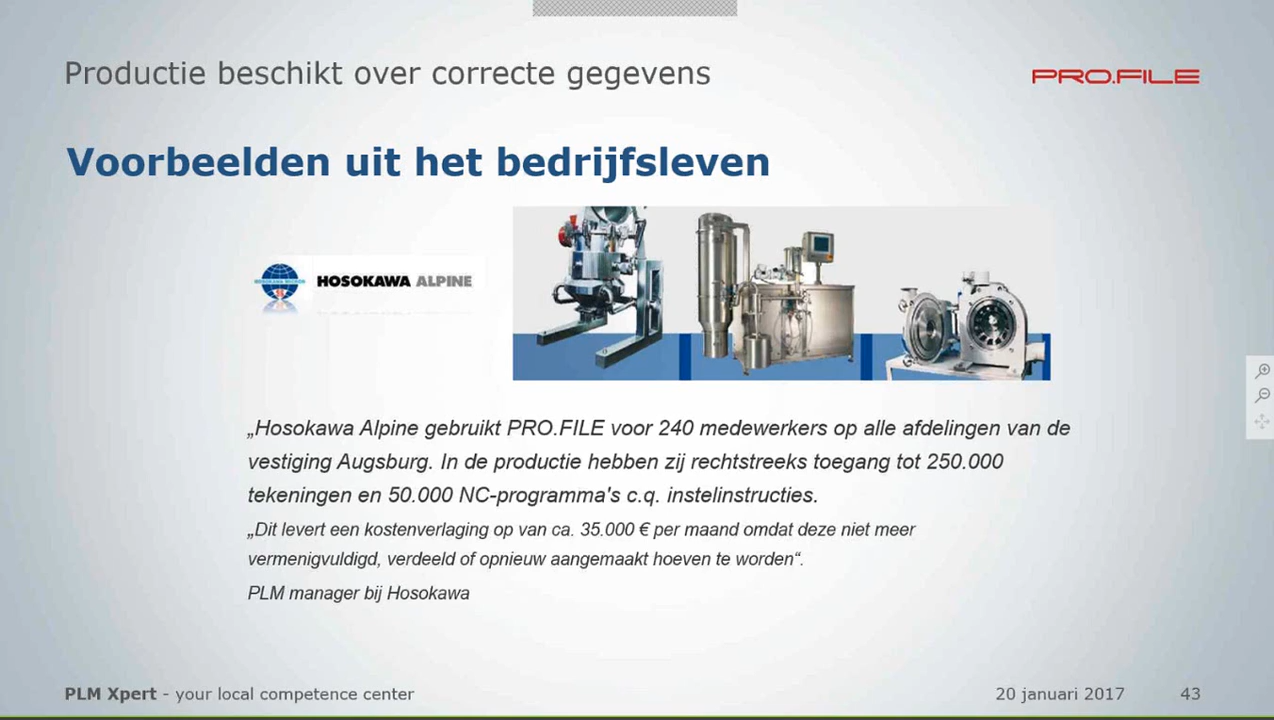 Productie beschikt over correcte gegevens
PRO.FILE
Voorbeelden uit het bedrijfsleven
HOSOKAWA MICRON
HOSOKAWA ALPINE
„Hosokawa Alpine gebruikt PRO.FILE voor 240 medewerkers op alle afdelingen van de
vestiging Augsburg. In de productie hebben zij rechtstreeks toegang tot 250.000
tekeningen en 50.000 NC-programma's c.q. instelinstructies.
„Dit levert een kostenverlaging op van ca. 35.000 € per maand omdat deze niet meer
vermenigvuldigd, verdeeld of opnieuw aangemaakt hoeven te worden“.
PLM manager bij Hosokawa
PLM Xpert - your local competence center
20 januari 2017
43